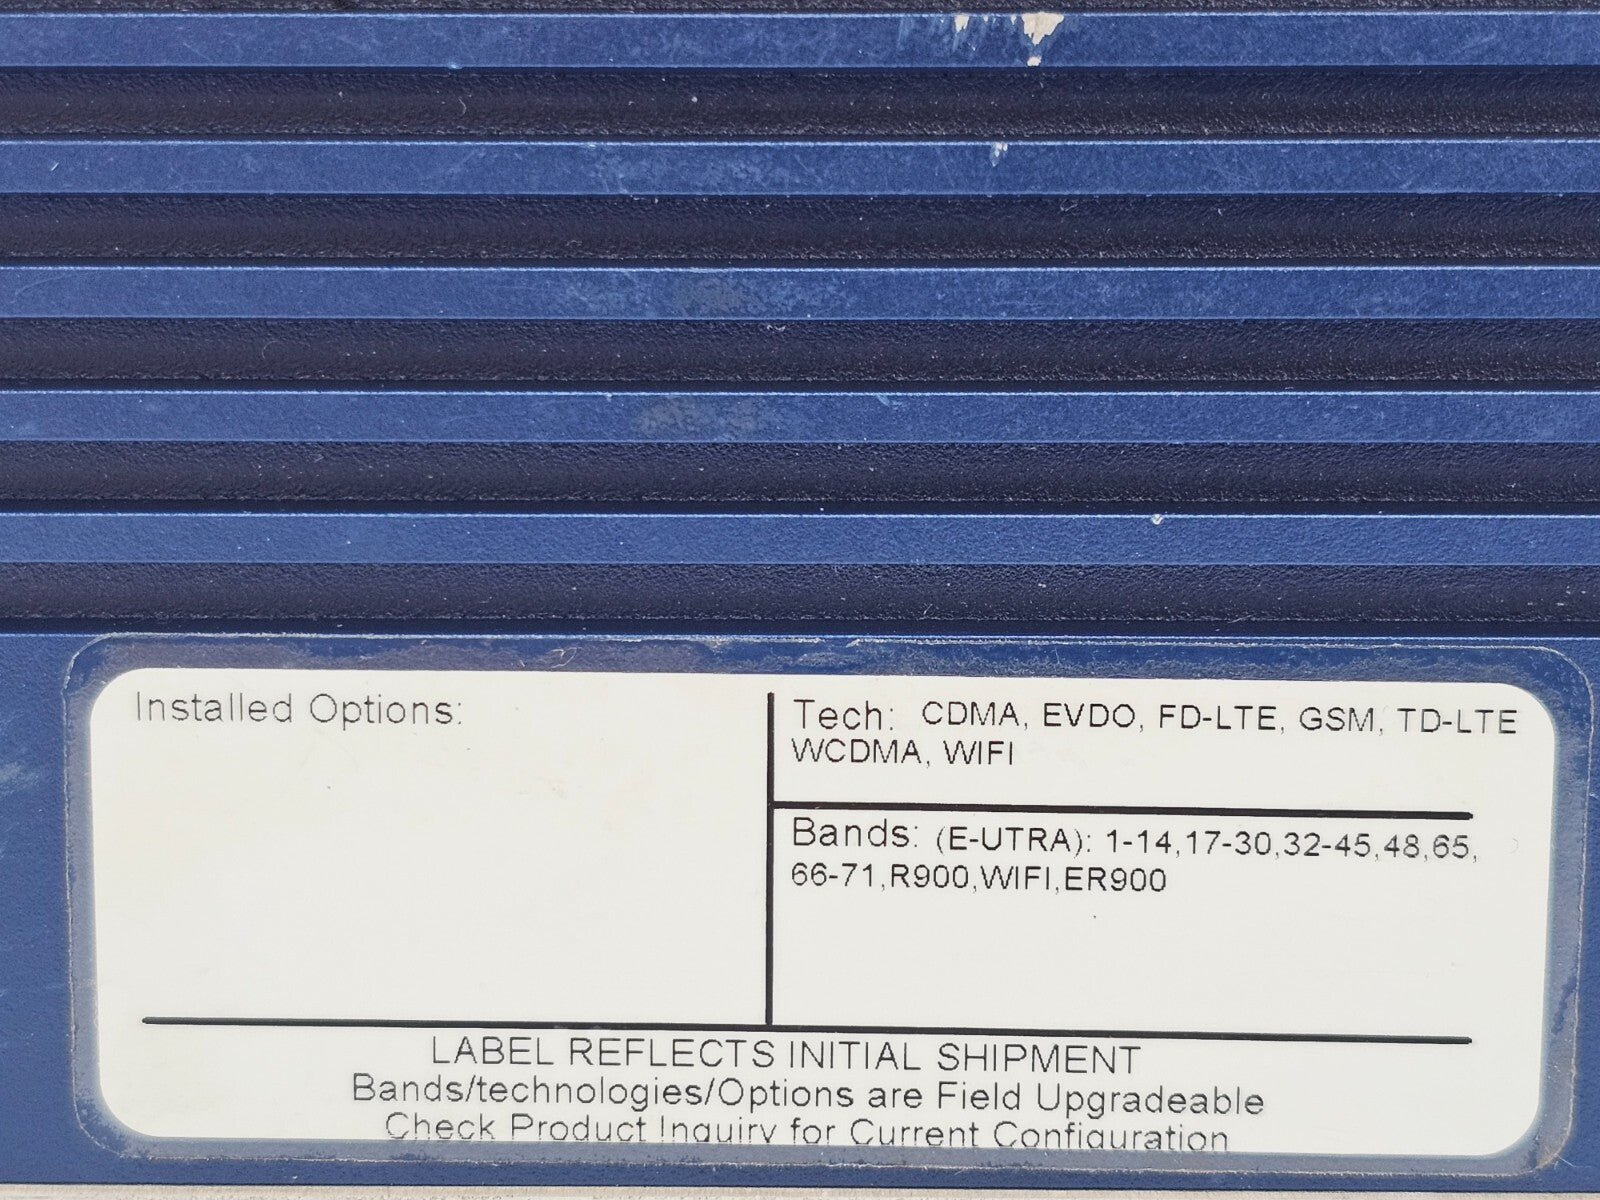 Installed Options:
Tech: CDMA, EVDO, FD-LTE, GSM, TD-LTE
WCDMA, WIFI
Bands: (E-UTRA): 1-14,17-30,32-45,48,65,
66-71,R900,WIFI,ER900
LABEL REFLECTS INITIAL SHIPMENT
Bands/technologies/Options are Field Upgradeable
Check Product Inquiry for Current Configuration